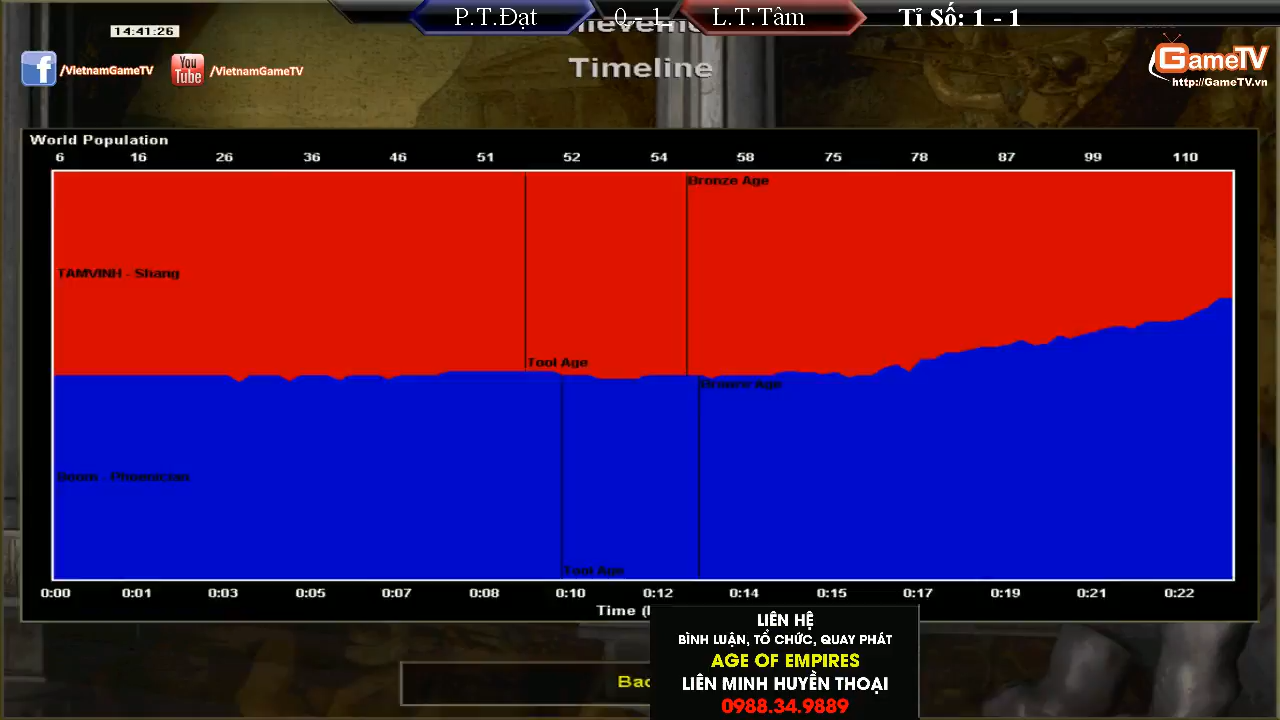 P.T.Đạt 0 - 1 L.T.Tâm Tỉ Số: 1 - 1
14:41:26
Timeline
/VietnamGameTV
You Tube /VietnamGameTV
GameTV
http://GameTV.vn
World Population
6 16 26 36 46 51 52 54 58 75 78 87 99 110
Bronze Age
TAMVINH - Shang
Tool Age
Bronze Age
Boom - Phoenician
Tool Age
0:00 0:01 0:03 0:05 0:07 0:08 0:10 0:12 0:14 0:15 0:17 0:19 0:21 0:22
Time (
LIÊN HỆ
BÌNH LUẬN, TỔ CHỨC, QUAY PHÁT
AGE OF EMPIRES
LIÊN MINH HUYỀN THOẠI
0988.34.9889